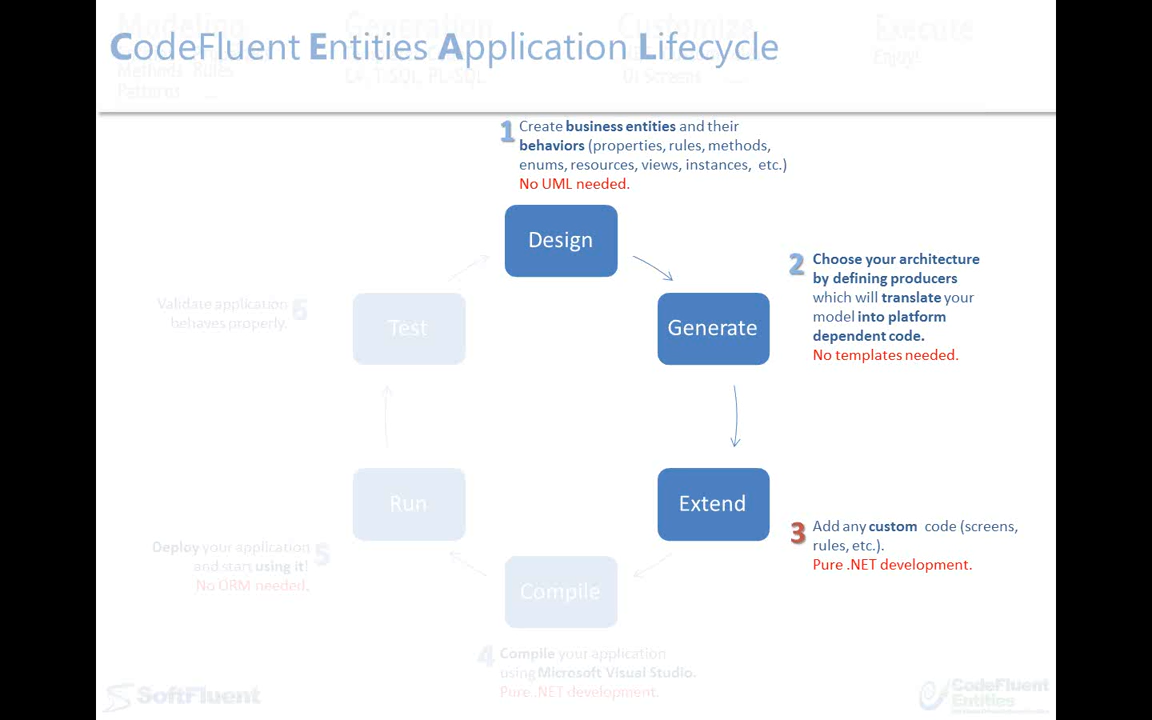 Modeling
Generation
Customize
Execute
CodeFluent Entities Application Lifecycle
Enjoy!
Methods Rules
C#, T-SQL, PL-SQL
UI Screens ...
Patterns ...
1 Create business entities and their
behaviors (properties, rules, methods,
enums, resources, views, instances, etc.)
No UML needed.
Design
2 Choose your architecture
by defining producers
which will translate your
model into platform
dependent code.
No templates needed.
Generate
Validate application 6
behaves properly.
Test
Extend
3 Add any custom code (screens,
rules, etc.).
Pure .NET development.
Run
Deploy your application 5
and start using it!
No ORM needed.
Compile
4 Compile your application
using Microsoft Visual Studio.
Pure .NET development.
SoftFluent
CodeFluent
Entities